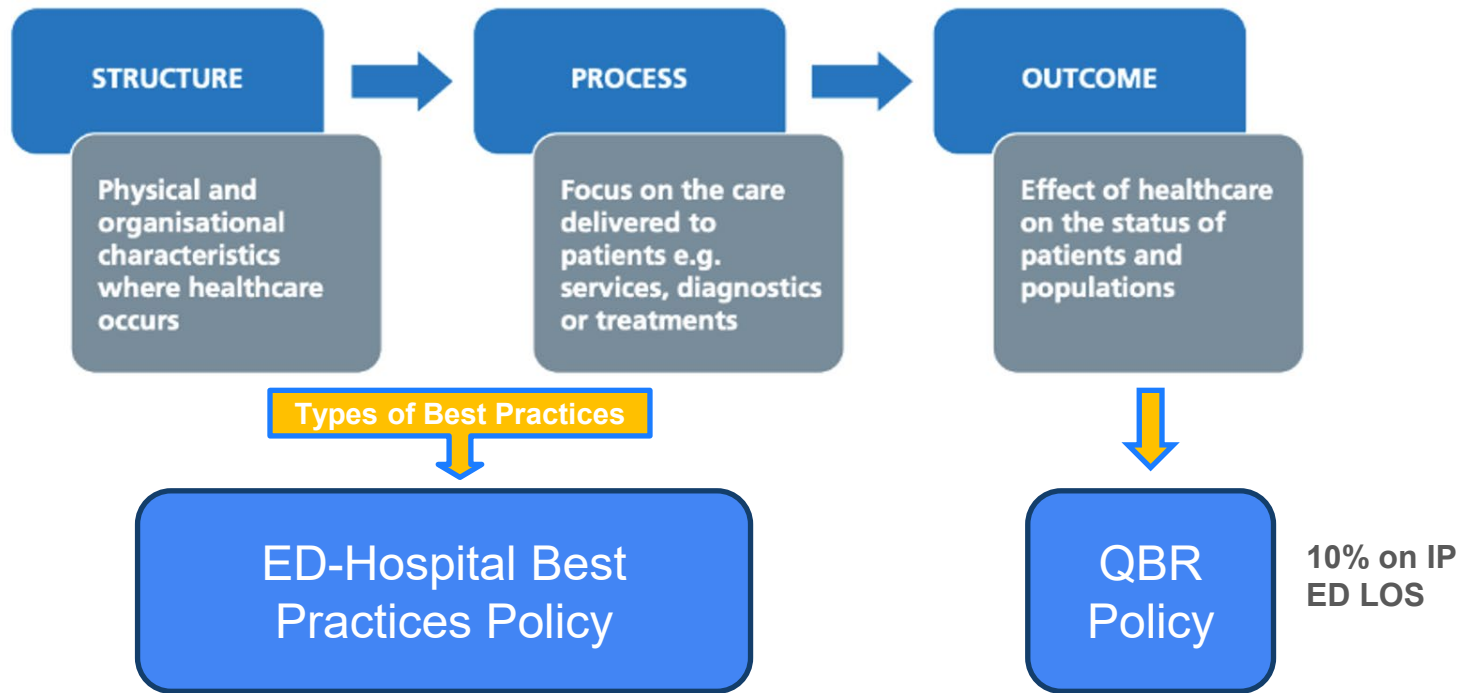 STRUCTURE
PROCESS
OUTCOME
Physical and
organisational
characteristics
where healthcare
occurs
Focus on the care
delivered to
patients e.g.
services, diagnostics
or treatments
Effect of healthcare
on the status of
patients and
populations
Types of Best Practices
ED-Hospital Best
Practices Policy
QBR
Policy
10% on IP
ED LOS